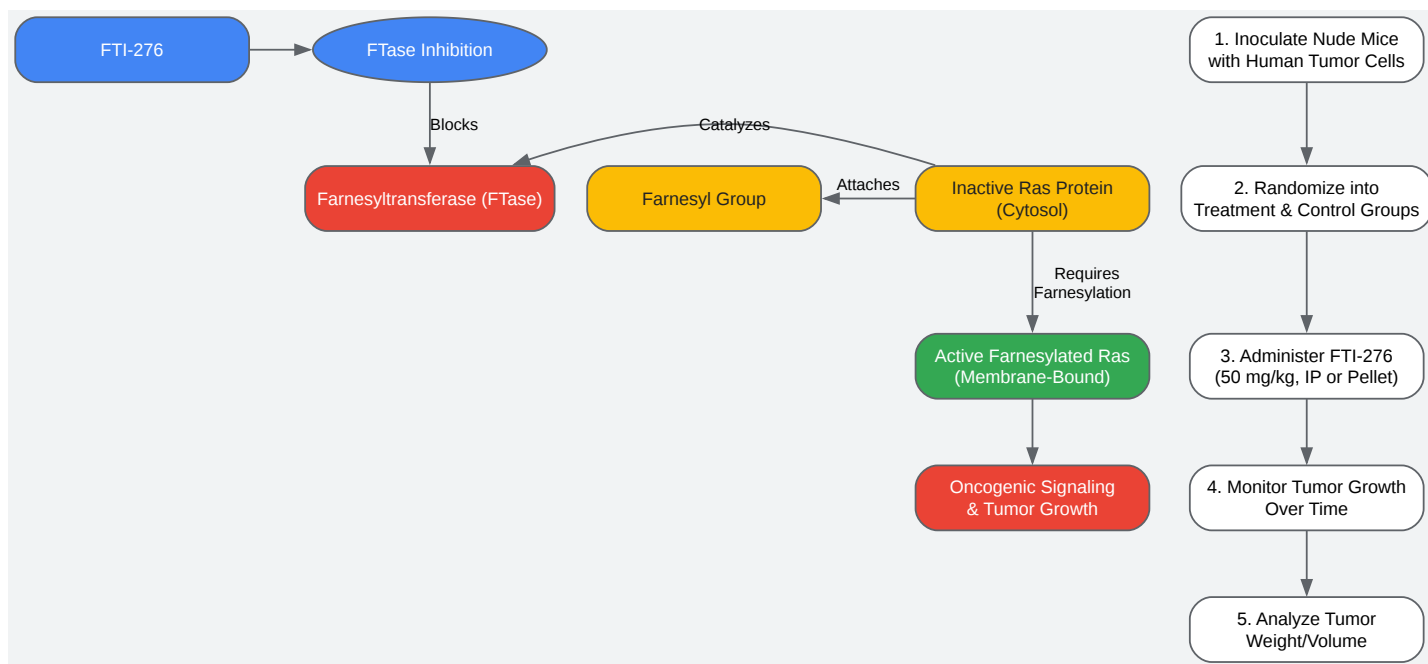 FTI-276
FTase Inhibition
Blocks
Catalyzes
Farnesyltransferase (FTase)
Farnesyl Group
Attaches
Inactive Ras Protein
(Cytosol)
Requires
Farnesylation
Active Farnesylated Ras
(Membrane-Bound)
Oncogenic Signaling
& Tumor Growth
1. Inoculate Nude Mice
with Human Tumor Cells
2. Randomize into
Treatment & Control Groups
3. Administer FTI-276
(50 mg/kg, IP or Pellet)
4. Monitor Tumor Growth
Over Time
5. Analyze Tumor
Weight/Volume